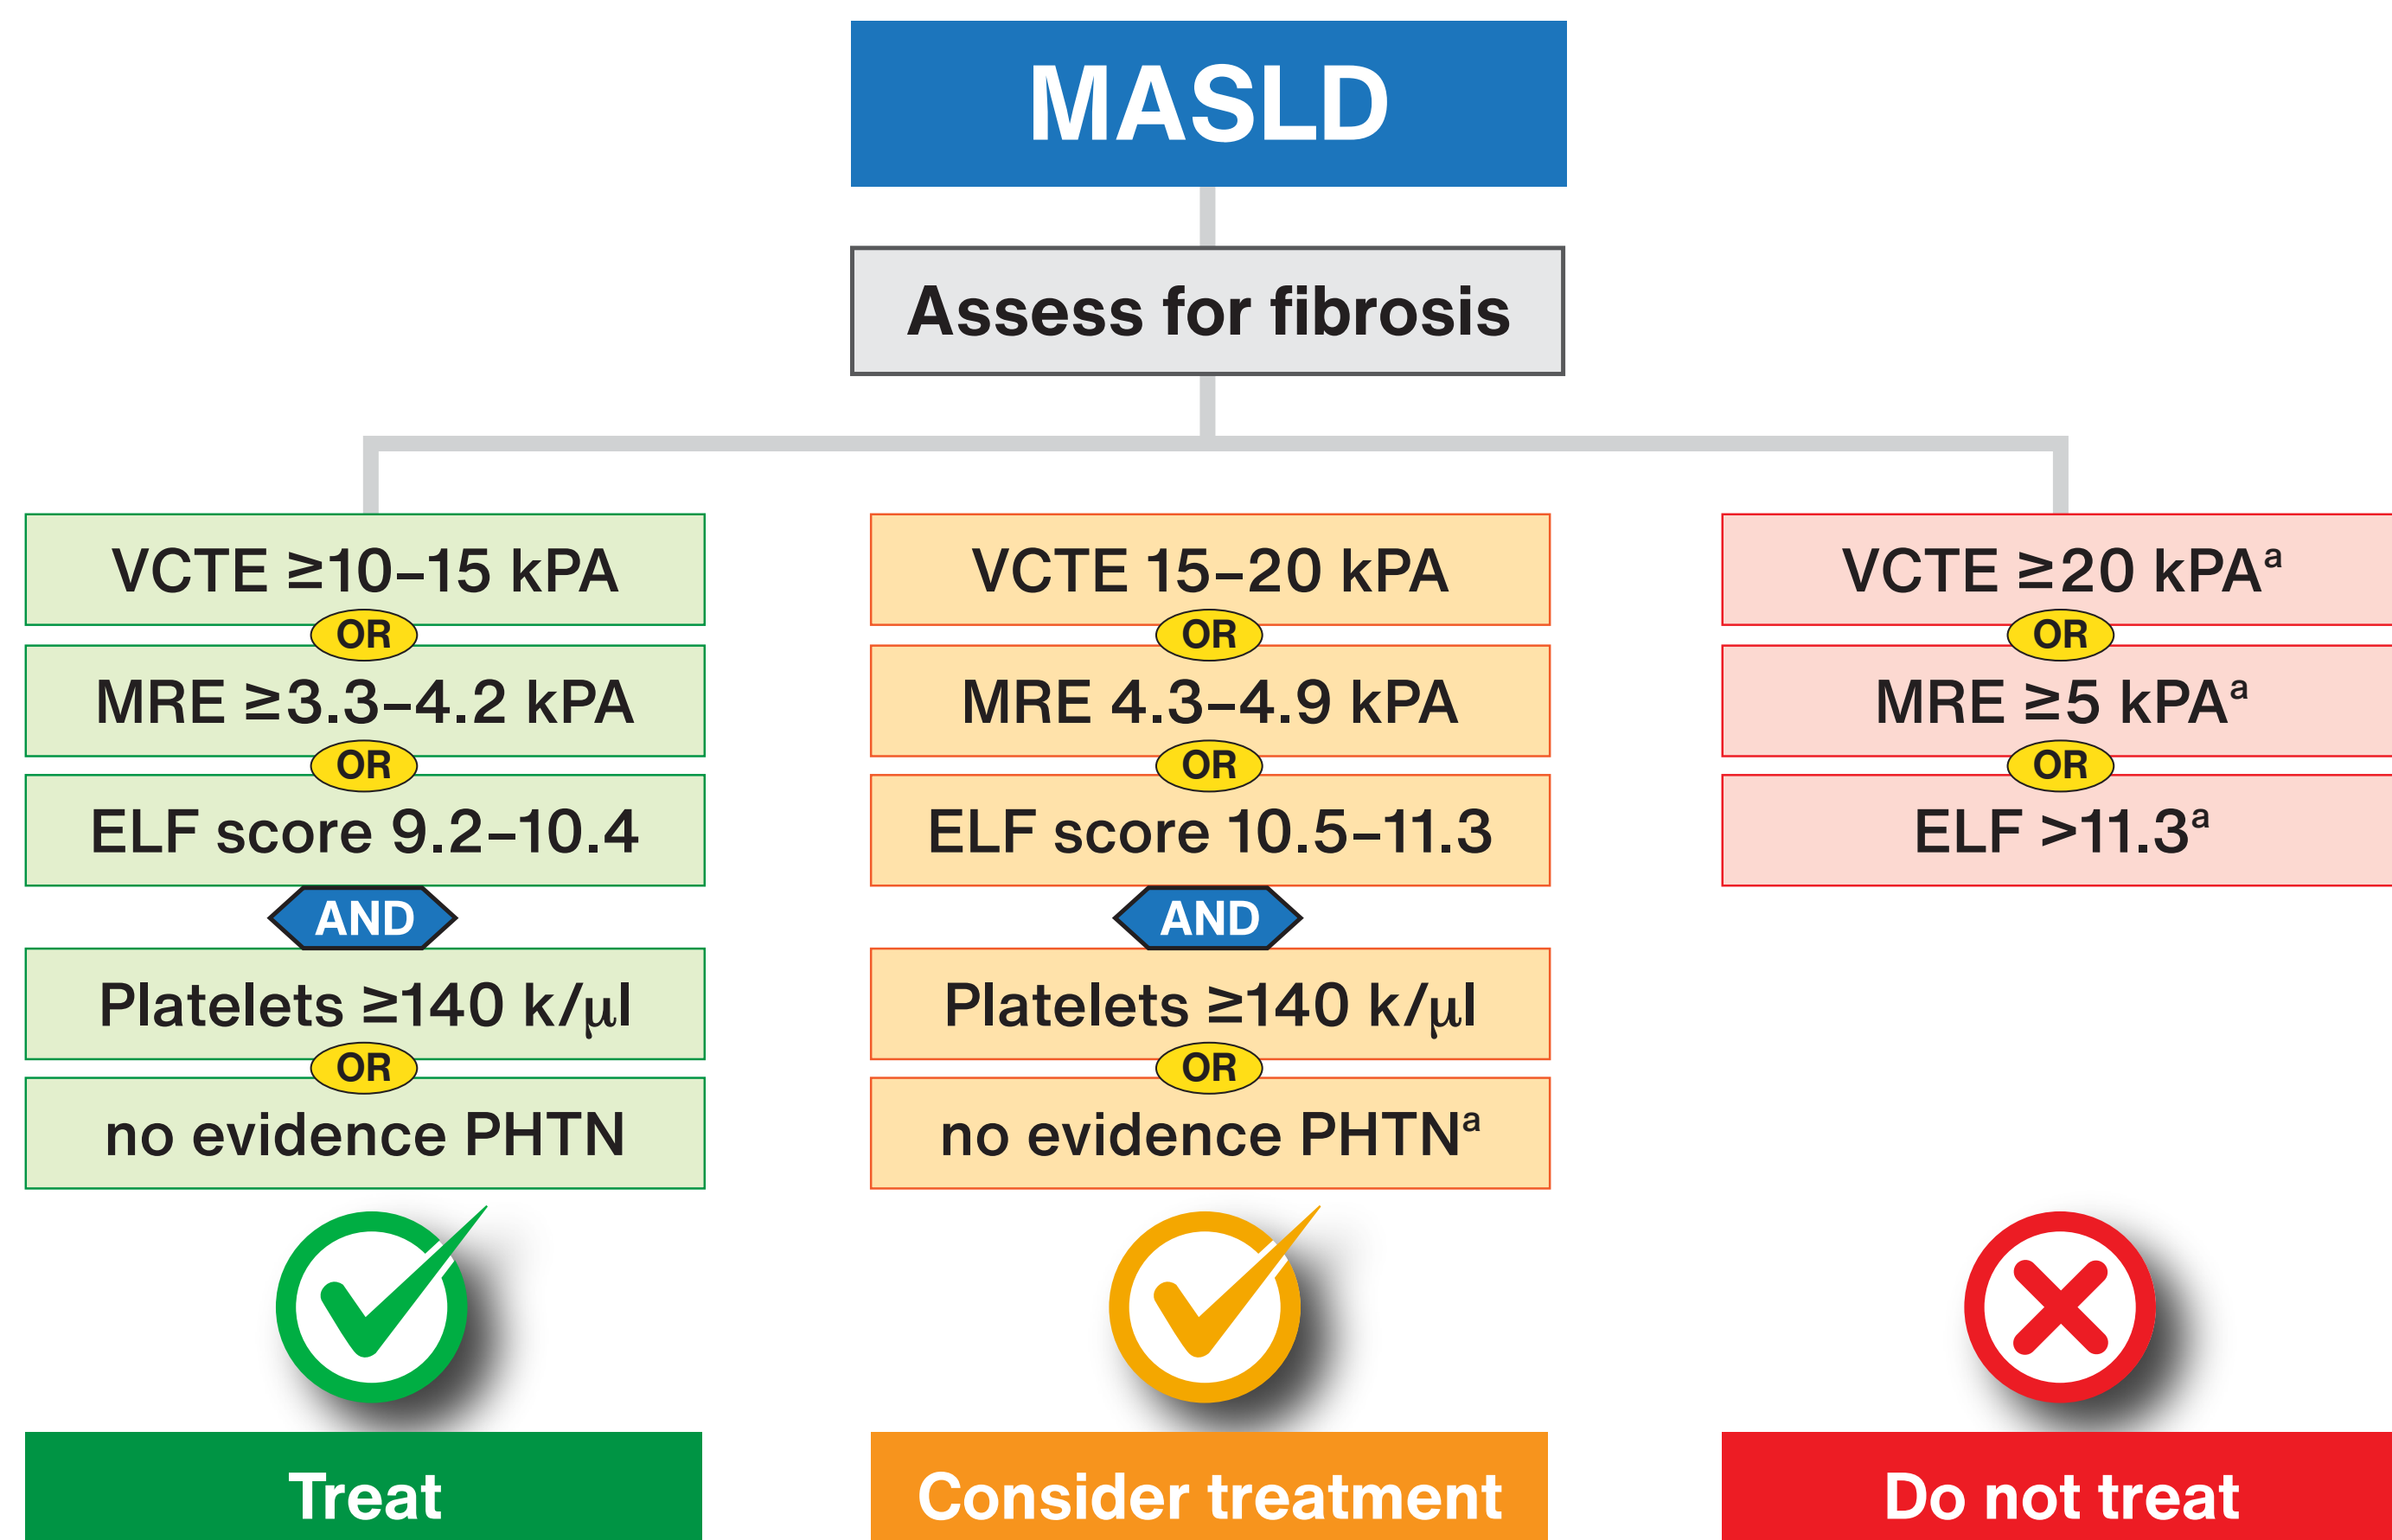 MASLD
Assess for fibrosis
VCTE ≥10–15 kPA
OR
MRE ≥3.3–4.2 kPA
OR
ELF score 9.2–10.4
AND
Platelets ≥140 k/μl
OR
no evidence PHTN
Treat
VCTE 15–20 kPA
OR
MRE 4.3–4.9 kPA
OR
ELF score 10.5–11.3
AND
Platelets ≥140 k/μl
OR
no evidence PHTNᵃ
Consider treatment
VCTE ≥20 kPAᵃ
OR
MRE ≥5 kPAᵃ
OR
ELF >11.3ᵃ
Do not treat